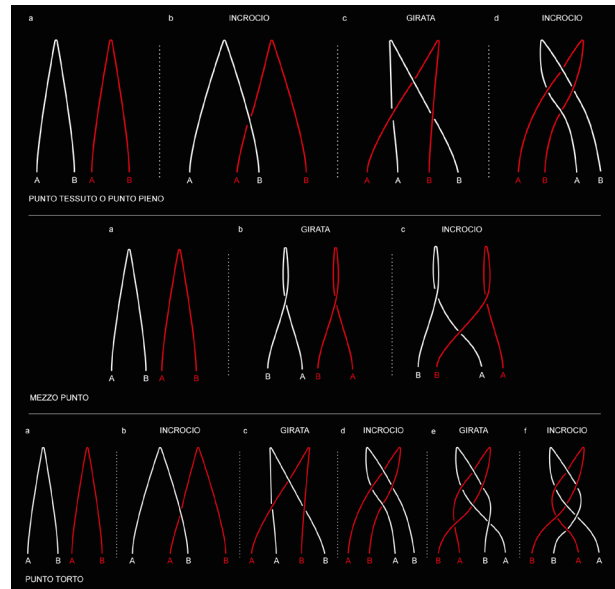 a b INCROCIO c GIRATA d INCROCIO
A B A B A A B B A A B B A B A B
PUNTO TESSUTO O PUNTO PIENO
a b GIRATA c INCROCIO
A B A B B A B A B B A A
MEZZO PUNTO
a b INCROCIO c GIRATA d INCROCIO e GIRATA f INCROCIO
A B A B A A B B A A B B A B A B B A B A B B A A
PUNTO TORTO